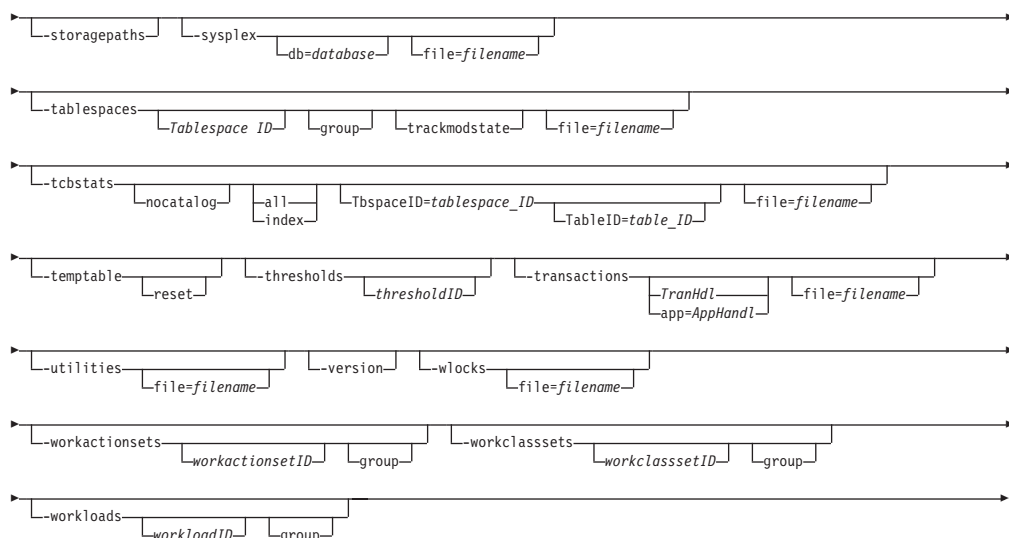 -storagepaths -sysplex
db=database file=filename
-tablespaces
Tablespace ID group trackmodstate file=filename
-tcbstats
nocatalog all TbspaceID=tablespace_ID file=filename
index TableID=table_ID
-temptable -thresholds -transactions
reset thresholdID TranHdl file=filename
app=AppHandl
-utilities -version -wlocks
file=filename file=filename
-workactionsets -workclasssets
workactionsetID group workclasssetID group
-workloads
workloadID group